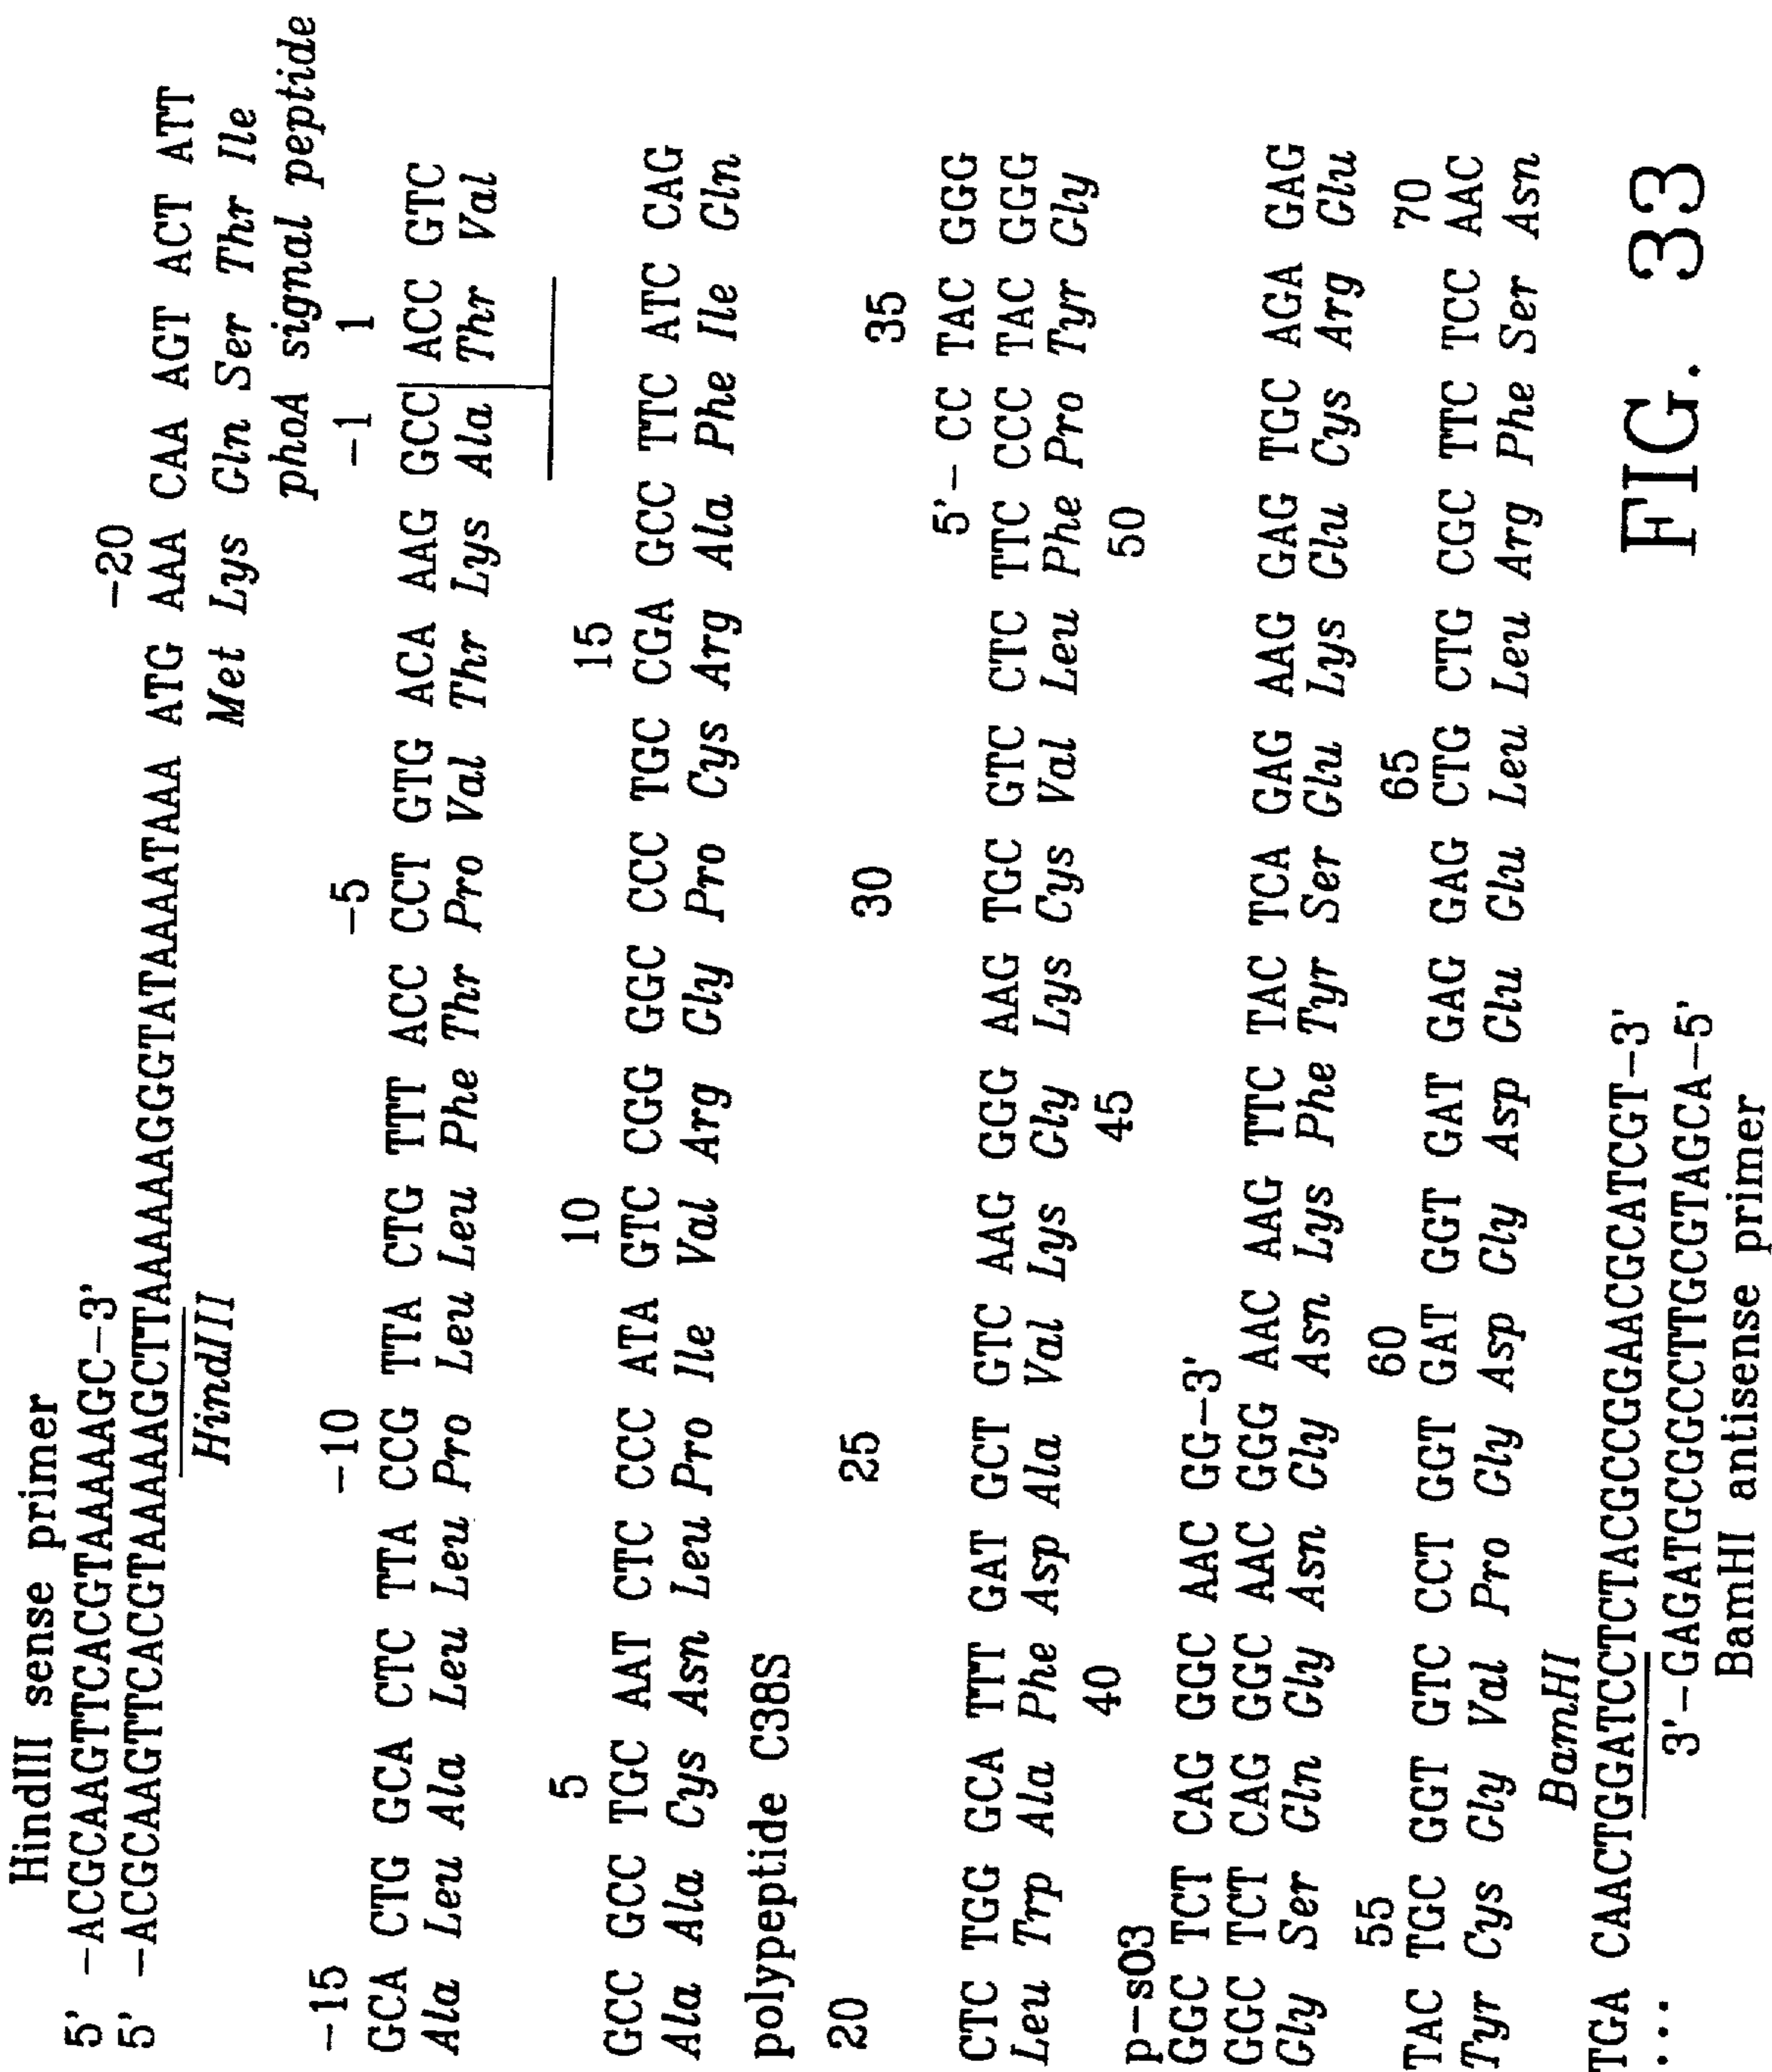 HindIII sense primer
5' -ACGCAAGTTCACGTAAAAAGC-3'
5' -ACGCAAGTTCACGTAAAAAGCTTAAAAAAGGGTATAAAATAAA ATG AAA CAA AGT ACT ATT
-20
HindIII
Met Lys Gln Ser Thr Ile
phoA signal peptide
-15 -10 -5 -1 1
GCA CTG GCA CTC TTA CCG TTA CTG TTT ACC CCT GTG ACA AAG GCC ACC GTC
Ala Leu Ala Leu Leu Pro Leu Leu Phe Thr Pro Val Thr Lys Ala Thr Val
5 10 15
GCC GCC TGC AAT CTC CCC ATA GTC CGG GGC CCC TGC CGA GCC TTC ATC CAG
Ala Ala Cys Asn Leu Pro Ile Val Arg Gly Pro Cys Arg Ala Phe Ile Gln
polypeptide C38S
20 25 30 35
5'- CC TAC GGG
CTC TGG GCA TTT GAT GCT GTC AAG GGG AAG TGC GTC CTC TTC CCC TAC GGG
Leu Trp Ala Phe Asp Ala Val Lys Gly Lys Cys Val Leu Phe Pro Tyr Gly
40 45 50
p-s03
GGC TCT CAG GGC AAC GG-3'
GGC TCT CAG GGC AAC GGG AAC AAG TTC TAC TCA GAG AAG GAG TGC AGA GAG
Gly Ser Gln Gly Asn Gly Asn Lys Phe Tyr Ser Glu Lys Glu Cys Arg Glu
55 60 65 70
TAC TGC GGT GTC CCT GGT GAT GGT GAT GAG GAG CTG CTG CGC TTC TCC AAC
Tyr Cys Gly Val Pro Gly Asp Gly Asp Glu Glu Leu Leu Arg Phe Ser Asn
BamHI
TGA CAACTGGATCCTCTACGCCGGAACGCATCGT-3'
...
3'-GAGATGCGGCCTTGCGTAGCA-5'
BamHI antisense primer
FIG. 33